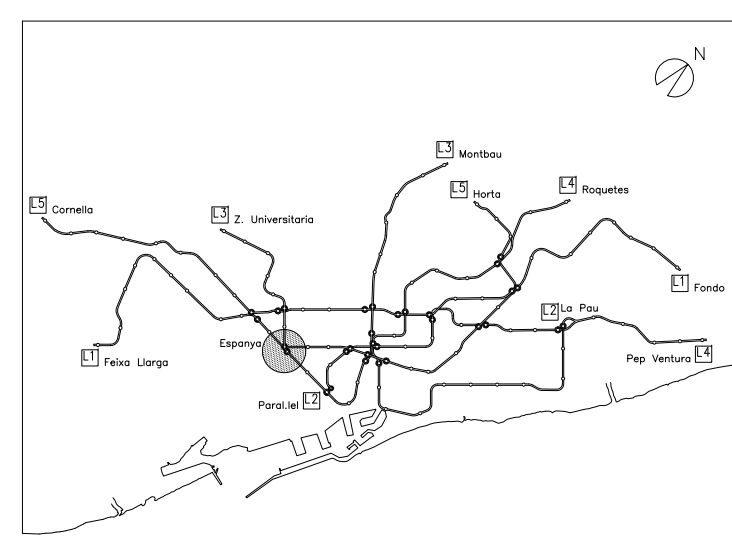 N
L3 Montbau
L5 Horta
L4 Roquetes
L5 Cornella
L3 Z. Universitaria
L1 Fondo
L2 La Pau
Espanya
L1 Feixa Llarga
Pep Ventura L4
Paral.lel L2